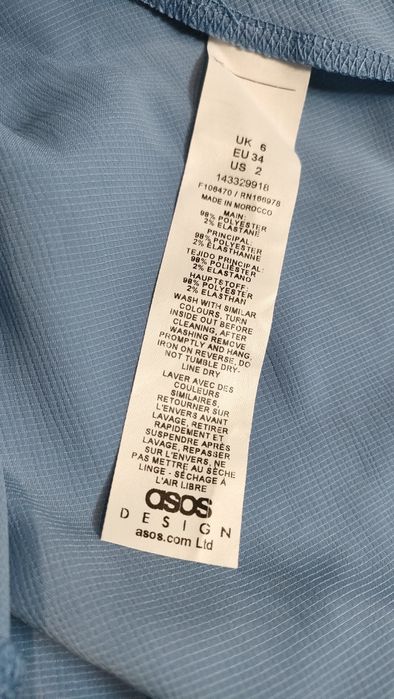 UK 6
EU 34
US 2
143329918
F106470 / RN166978
MADE IN MOROCCO
MAIN:
98% POLYESTER
2% ELASTANE
PRINCIPAL:
98% POLYESTER
2% ÉLASTHANNE
TEJIDO PRINCIPAL:
98% POLIÉSTER
2% ELASTANO
HAUPTSTOFF:
98% POLYESTER
2% ELASTHAN
WASH WITH SIMILAR
COLOURS, TURN
INSIDE OUT BEFORE
CLEANING, AFTER
WASHING REMOVE
PROMPTLY AND HANG,
IRON ON REVERSE, DO
NOT TUMBLE DRY-
LINE DRY
LAVER AVEC DES
COULEURS
SIMILAIRES,
RETOURNER SUR
L'ENVERS AVANT
LAVAGE, RETIRER
RAPIDEMENT ET
SUSPENDRE APRÈS
LAVAGE, REPASSER
SUR L'ENVERS, NE
PAS METTRE AU SÈCHE
LINGE - SÉCHAGE À
L'AIR LIBRE
asos
DESIGN
asos.com Ltd